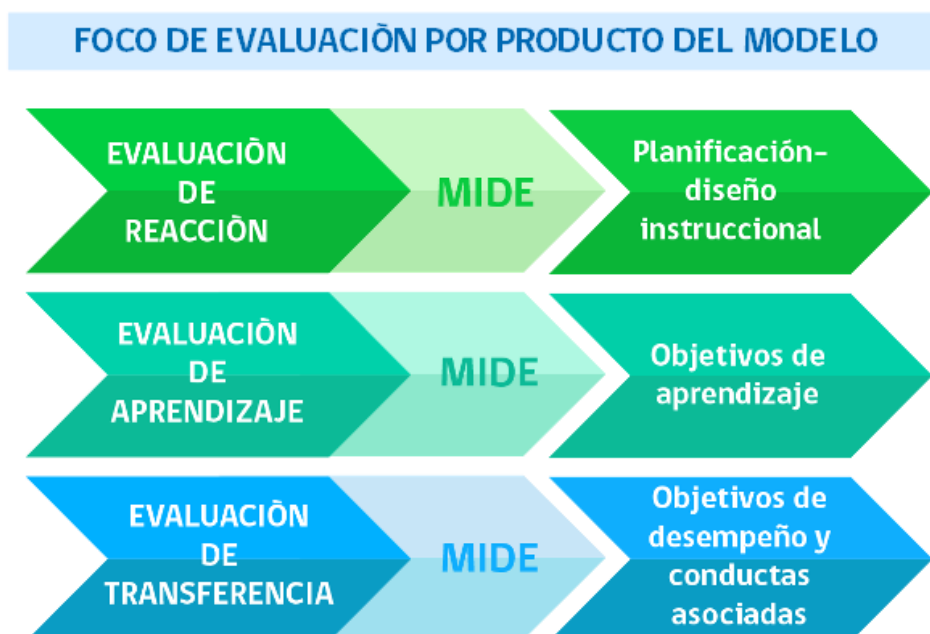 FOCO DE EVALUACIÒN POR PRODUCTO DEL MODELO
EVALUACIÒN
DE
REACCIÒN
MIDE
Planificación-
diseño
instruccional
EVALUACIÒN
DE
APRENDIZAJE
MIDE
Objetivos de
aprendizaje
EVALUACIÒN
DE
TRANSFERENCIA
MIDE
Objetivos de
desempeño y
conductas
asociadas